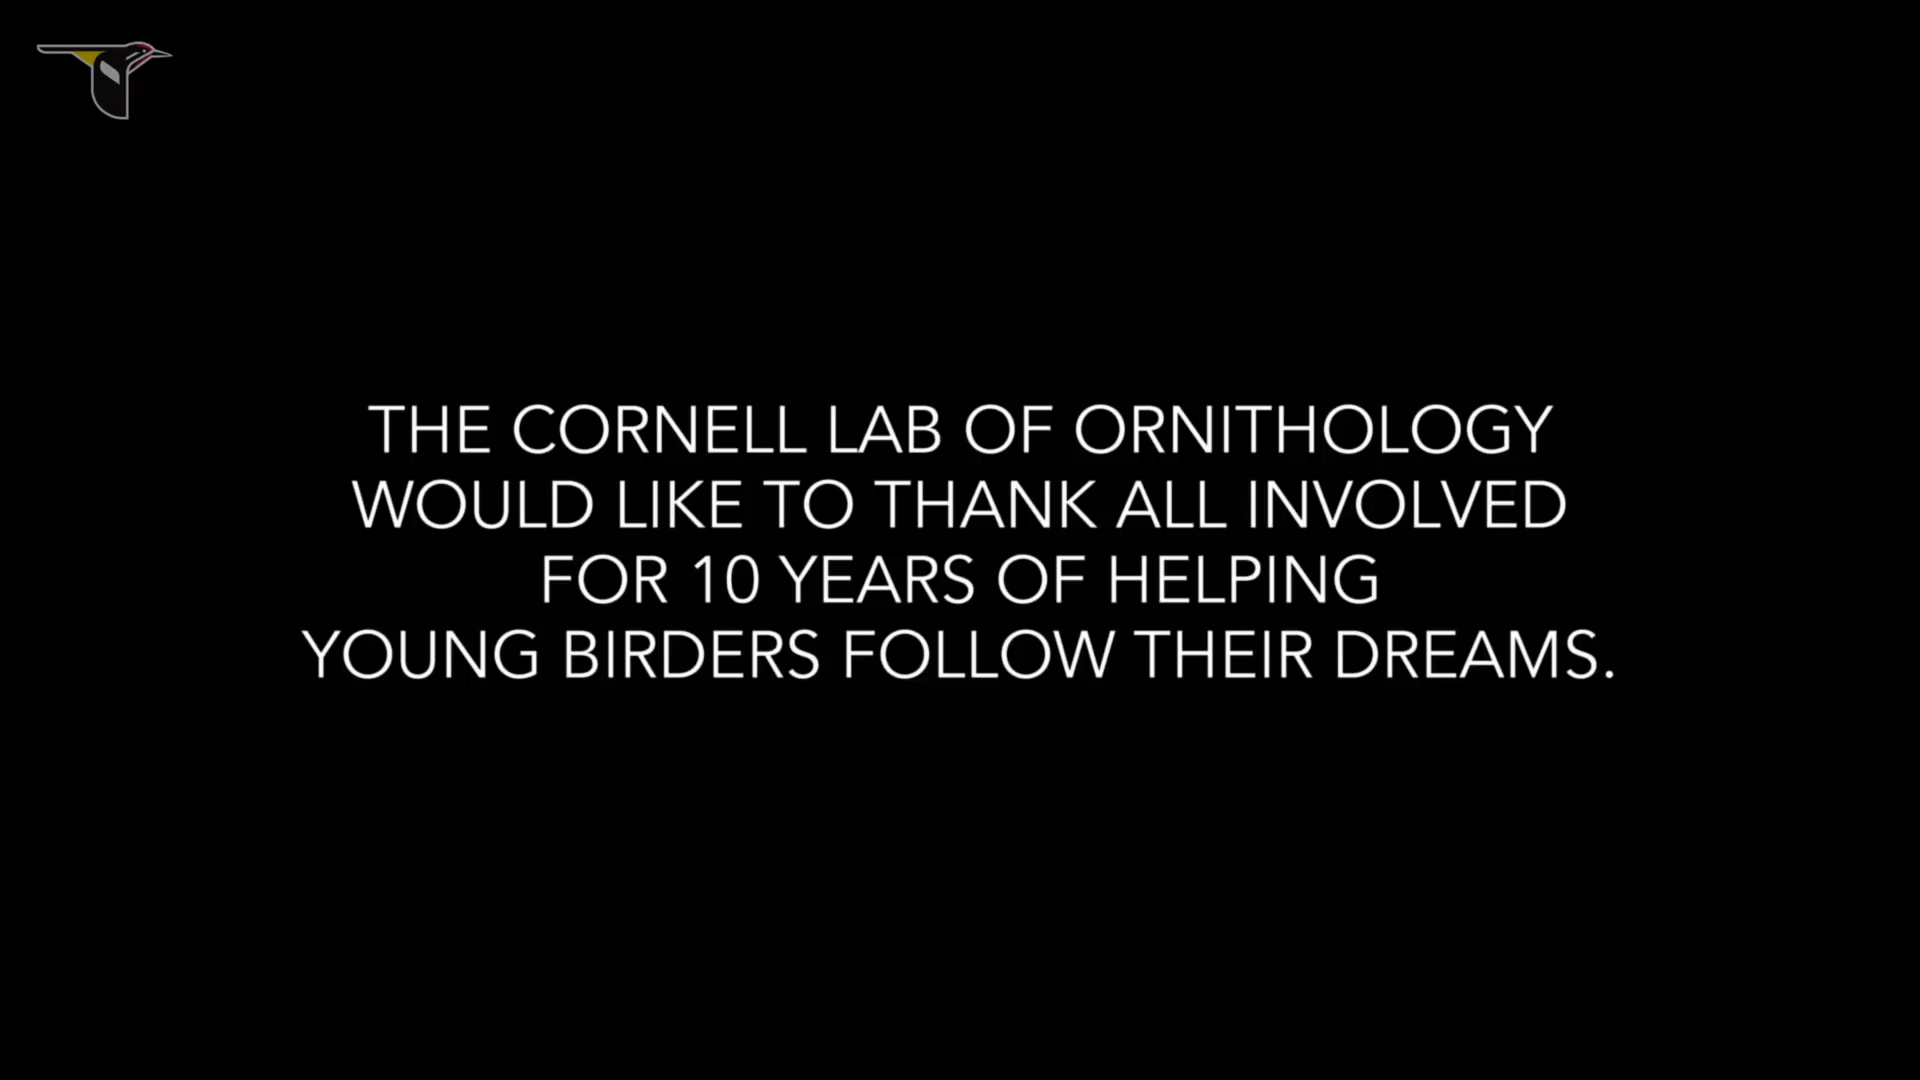 THE CORNELL LAB OF ORNITHOLOGY
WOULD LIKE TO THANK ALL INVOLVED
FOR 10 YEARS OF HELPING
YOUNG BIRDERS FOLLOW THEIR DREAMS.